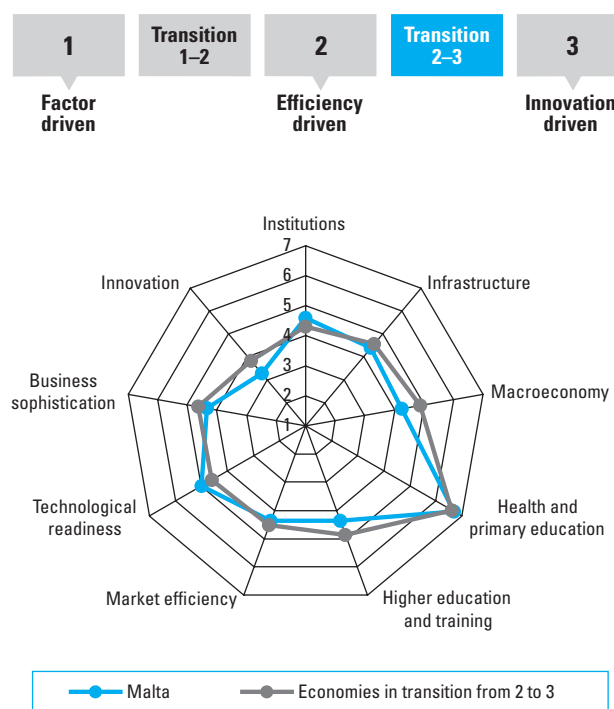 1
Transition
1–2
2
Transition
2–3
3
Factor
driven
Efficiency
driven
Innovation
driven
Institutions
7
6
5
4
3
2
1
Infrastructure
Macroeconomy
Health and
primary education
Higher education
and training
Market efficiency
Technological
readiness
Business
sophistication
Innovation
Malta
Economies in transition from 2 to 3